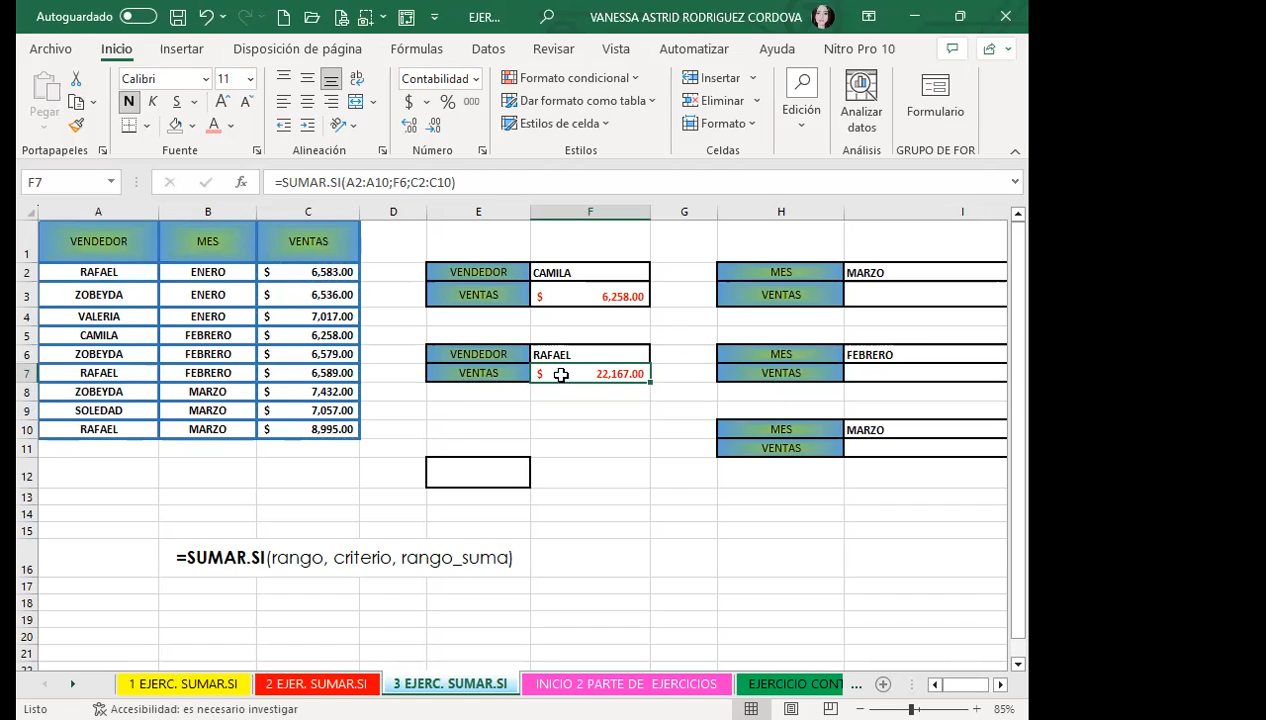 Autoguardado EJER... VANESSA ASTRID RODRIGUEZ CORDOVA
Archivo Inicio Insertar Disposición de página Fórmulas Datos Revisar Vista Automatizar Ayuda Nitro Pro 10
Pegar
Calibri 11
N K S
Contabilidad
$ % 000
Formato condicional
Dar formato como tabla
Estilos de celda
Insertar
Eliminar
Formato
Edición
Analizar datos
Formulario
Portapapeles Fuente Alineación Número Estilos Celdas Análisis GRUPO DE FOR
F7 fx =SUMAR.SI(A2:A10;F6;C2:C10)
A B C D E F G H I
1 VENDEDOR MES VENTAS
2 RAFAEL ENERO $ 6,583.00 VENDEDOR CAMILA MES MARZO
3 ZOBEYDA ENERO $ 6,536.00 VENTAS $ 6,258.00 VENTAS
4 VALERIA ENERO $ 7,017.00
5 CAMILA FEBRERO $ 6,258.00
6 ZOBEYDA FEBRERO $ 6,579.00 VENDEDOR RAFAEL MES FEBRERO
7 RAFAEL FEBRERO $ 6,589.00 VENTAS $ 22,167.00 VENTAS
8 ZOBEYDA MARZO $ 7,432.00
9 SOLEDAD MARZO $ 7,057.00
10 RAFAEL MARZO $ 8,995.00 MES MARZO
11 VENTAS
12
13
14
15
16 =SUMAR.SI(rango, criterio, rango_suma)
17
18
19
20
21
22
1 EJERC. SUMAR.SI 2 EJER. SUMAR.SI 3 EJERC. SUMAR.SI INICIO 2 PARTE DE EJERCICIOS EJERCICIO CONT ...
Listo Accesibilidad: es necesario investigar 85%